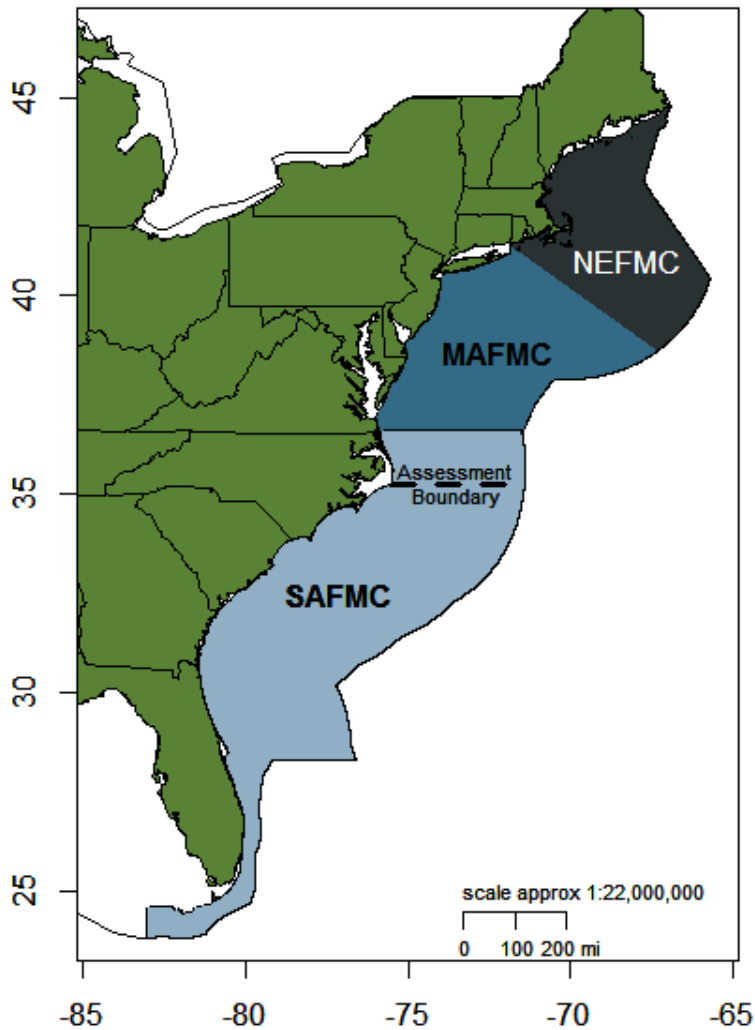 45
NEFMC
40
MAFMC
Assessment
35
Boundary
SAFMC
30
25
scale approx 1:22,000,000
0 100 200 mi
-85 -80 -75 -70 -65